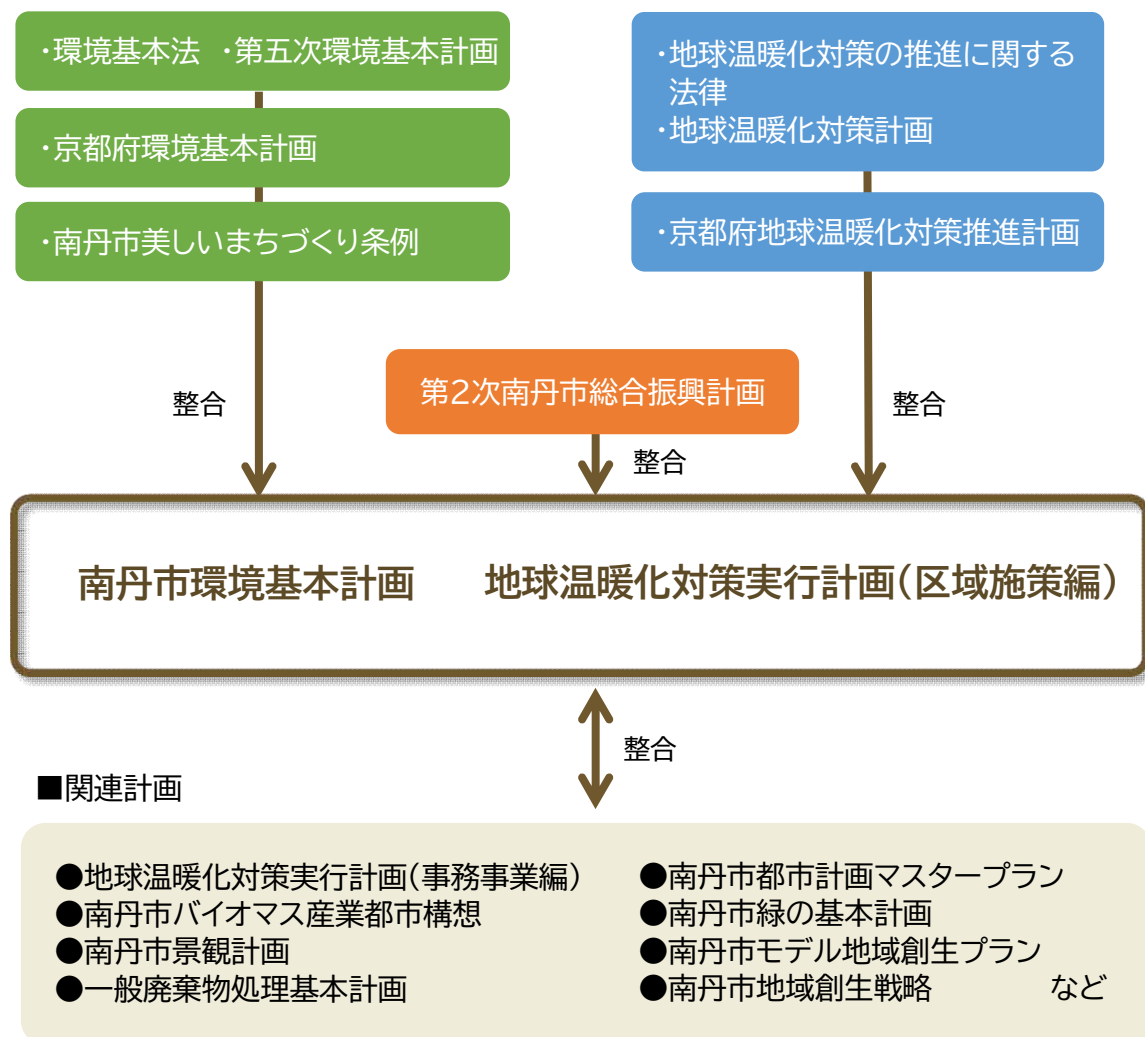 ・環境基本法 ・第五次環境基本計画
・京都府環境基本計画
・南丹市美しいまちづくり条例
・地球温暖化対策の推進に関する
法律
・地球温暖化対策計画
・京都府地球温暖化対策推進計画
第2次南丹市総合振興計画
整合
整合
整合
南丹市環境基本計画 地球温暖化対策実行計画(区域施策編)
整合
■関連計画
●地球温暖化対策実行計画(事務事業編)
●南丹市バイオマス産業都市構想
●南丹市景観計画
●一般廃棄物処理基本計画
●南丹市都市計画マスタープラン
●南丹市緑の基本計画
●南丹市モデル地域創生プラン
●南丹市地域創生戦略 など